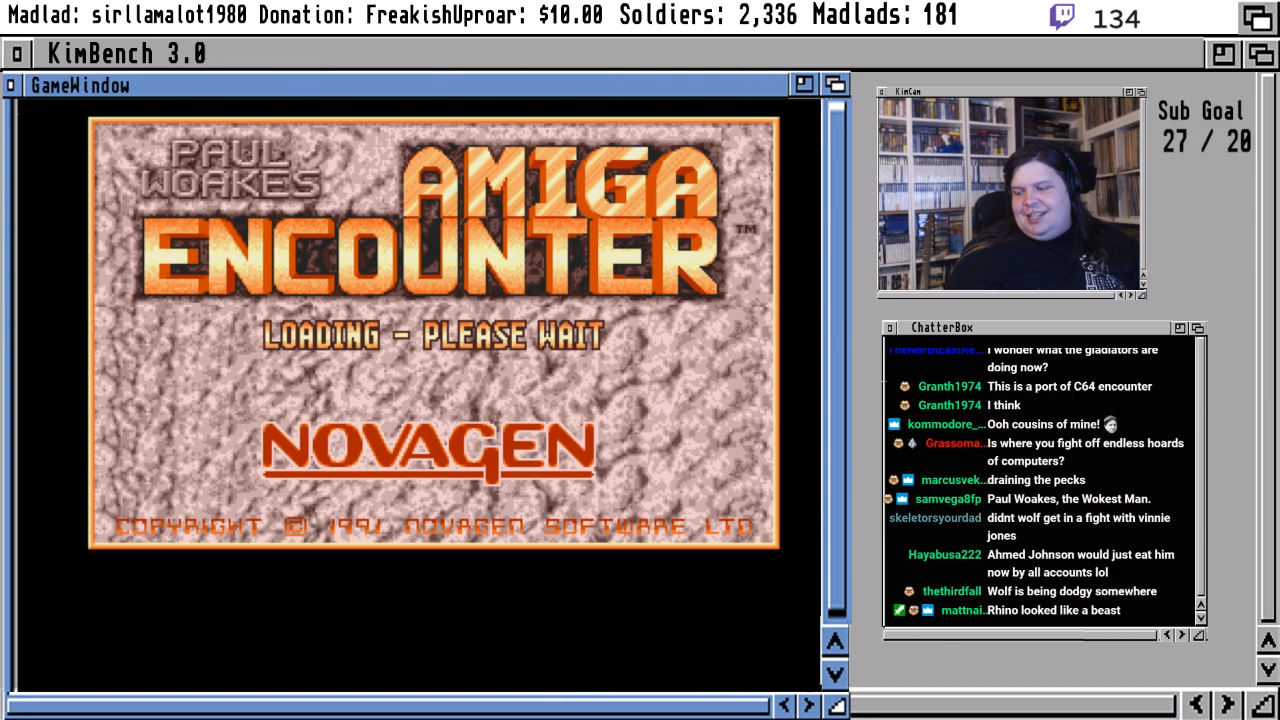 Madlad: sirllamalot1980 Donation: FreakishUproar: $10.00 Soldiers: 2,336 Madlads: 181
134
KimBench 3.0
GameWindow
PAUL
WOAKES
AMIGA
ENCOUNTER ™
LOADING - PLEASE WAIT
NOVAGEN
COPYRIGHT © 1991 NOVAGEN SOFTWARE LTD
KimCam
Sub Goal
27 / 20
ChatterBox
TheNorthEastRe... I wonder what the gladiators are
doing now?
Granth1974 This is a port of C64 encounter
Granth1974 I think
kommodore_... Ooh cousins of mine!
Grassoma... Is where you fight off endless hoards
of computers?
marcusvek... draining the pecks
samvega8fp Paul Woakes, the Wokest Man.
skeletorsyourdad didnt wolf get in a fight with vinnie
jones
Hayabusa222 Ahmed Johnson would just eat him
now by all accounts lol
thethirdfall Wolf is being dodgy somewhere
mattnai... Rhino looked like a beast